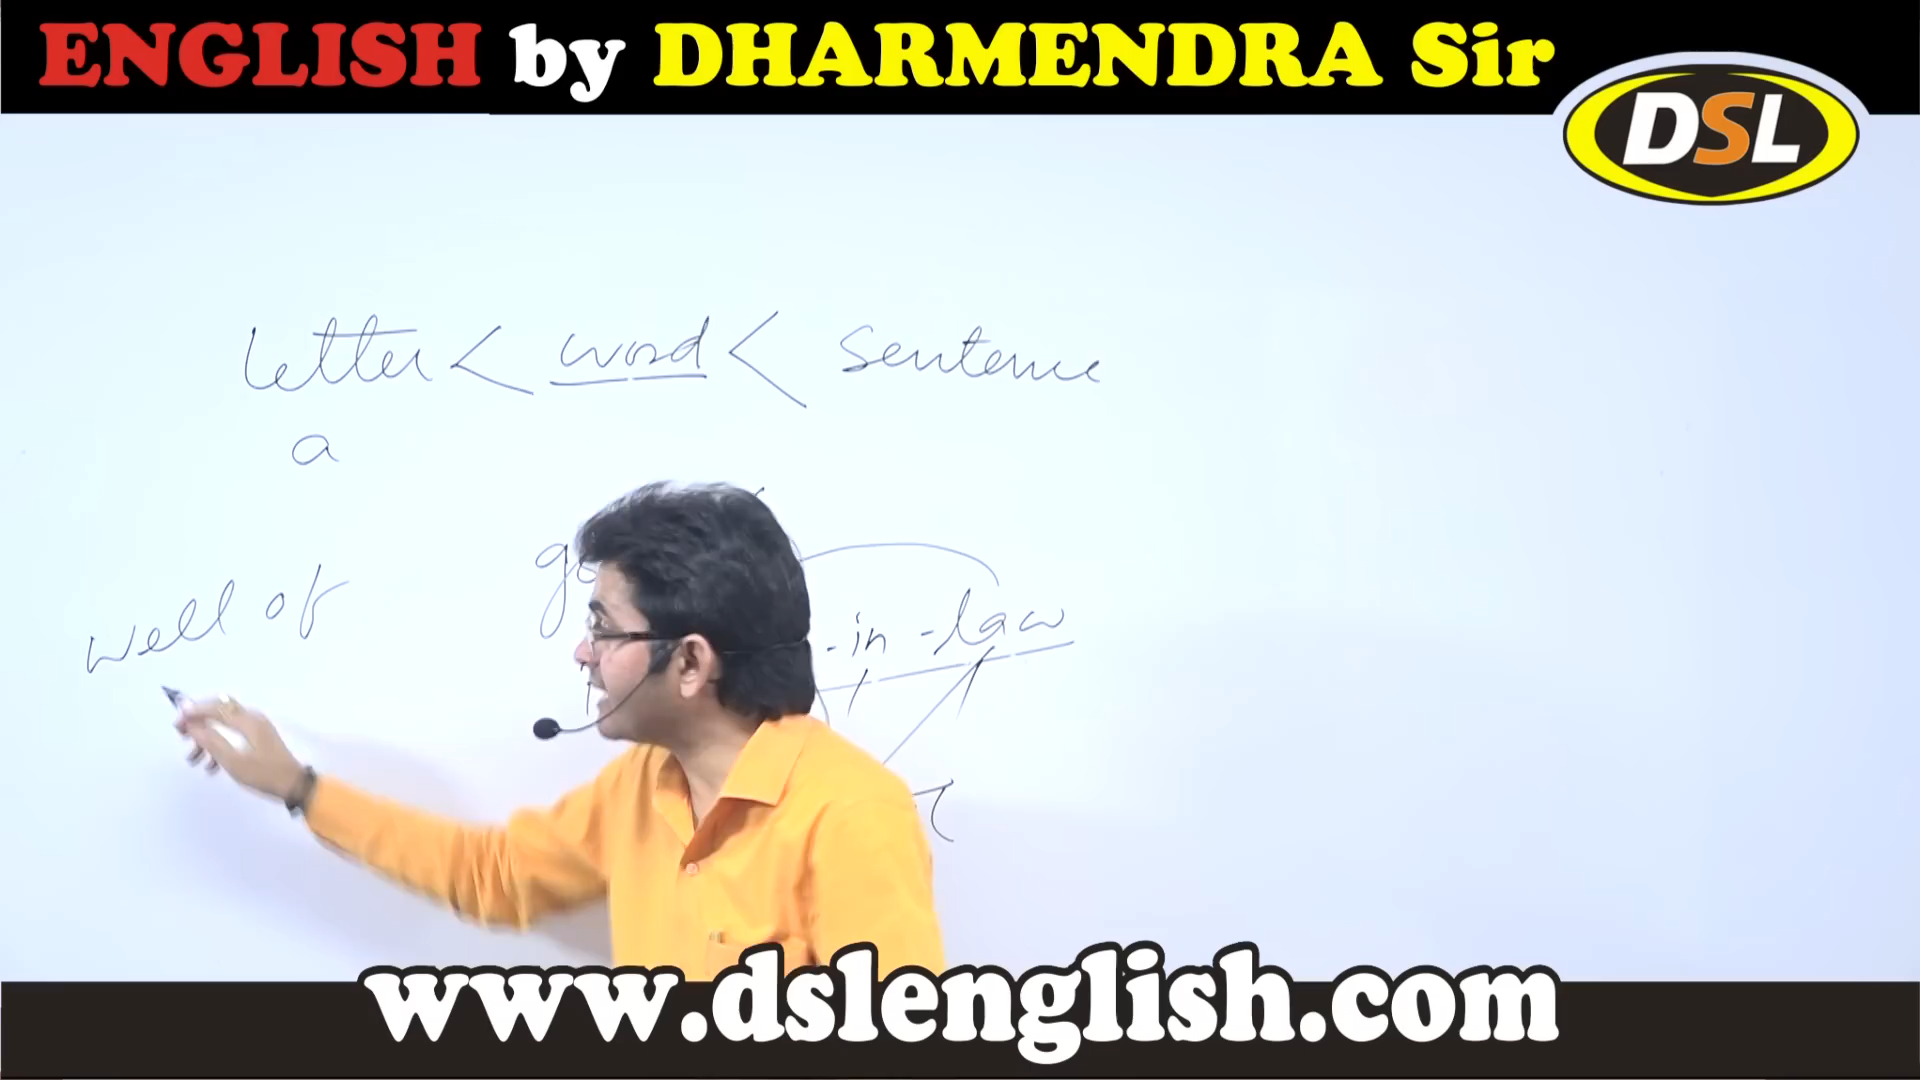 ENGLISH by DHARMENDRA Sir
DSL
letter < word < sentence
a
well of
-in-law
www.dslenglish.com